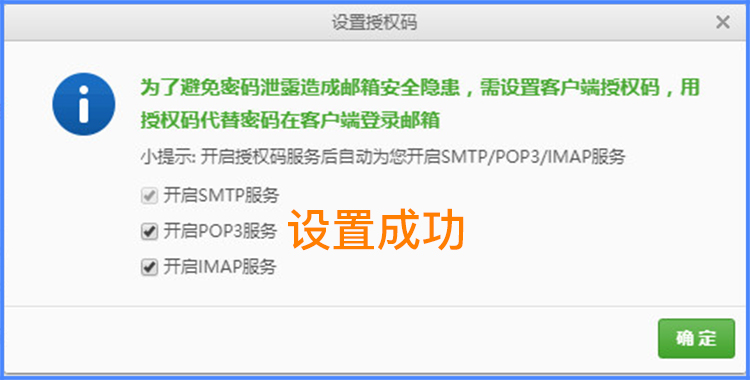 设置授权码
为了避免密码泄露造成邮箱安全隐患，需设置客户端授权码，用
授权码代替密码在客户端登录邮箱
小提示: 开启授权码服务后自动为您开启SMTP/POP3/IMAP服务
开启SMTP服务
开启POP3服务
设置成功
开启IMAP服务
确 定